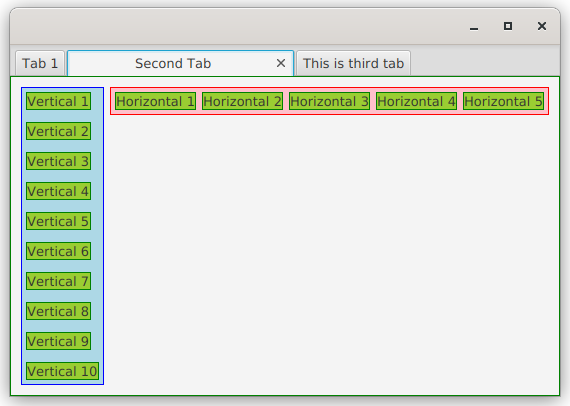 Tab 1 Second Tab This is third tab
Vertical 1 Horizontal 1 Horizontal 2 Horizontal 3 Horizontal 4 Horizontal 5
Vertical 2
Vertical 3
Vertical 4
Vertical 5
Vertical 6
Vertical 7
Vertical 8
Vertical 9
Vertical 10